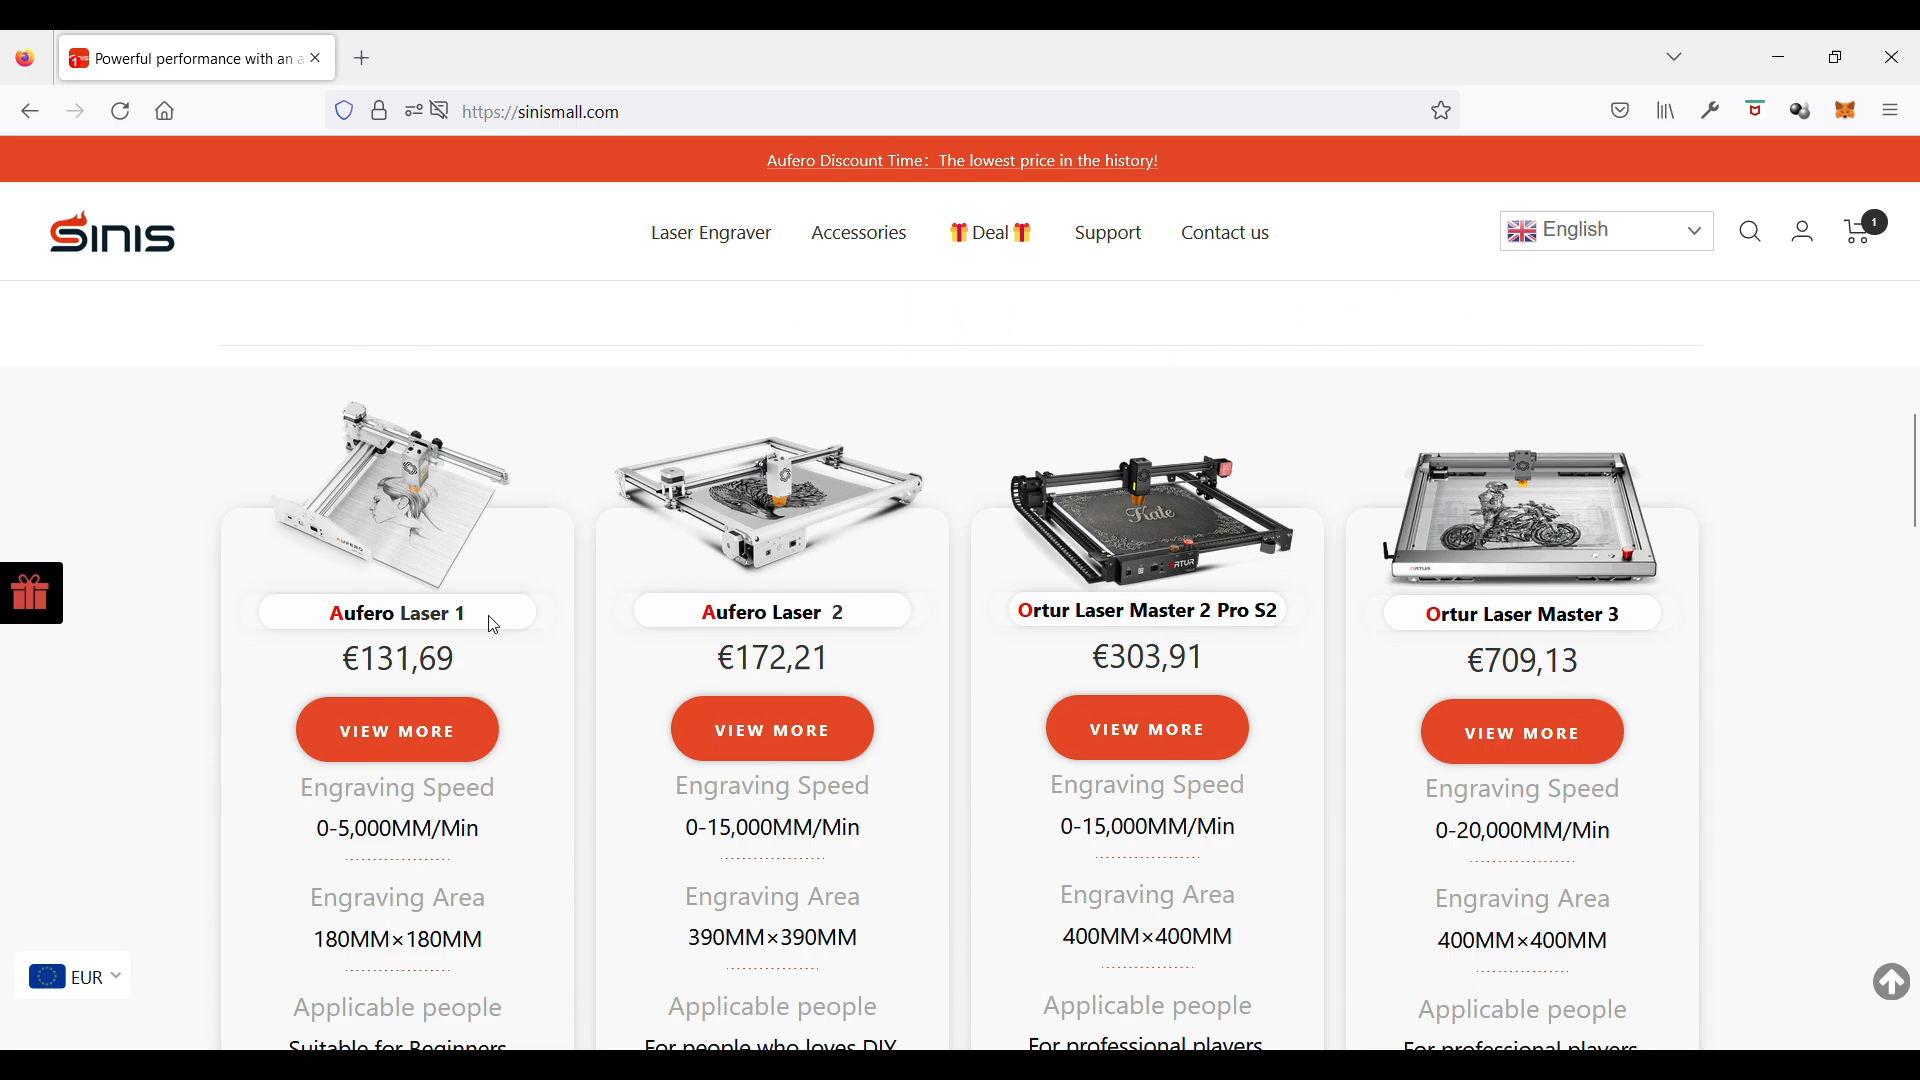 Powerful performance with an a
https://sinismall.com
Aufero Discount Time: The lowest price in the history!
SINIS
Laser Engraver
Accessories
Deal
Support
Contact us
English
1
Aufero Laser 1
Aufero Laser 2
Ortur Laser Master 2 Pro S2
Ortur Laser Master 3
€131,69
€172,21
€303,91
€709,13
VIEW MORE
VIEW MORE
VIEW MORE
VIEW MORE
Engraving Speed
Engraving Speed
Engraving Speed
Engraving Speed
0-5,000MM/Min
0-15,000MM/Min
0-15,000MM/Min
0-20,000MM/Min
Engraving Area
Engraving Area
Engraving Area
Engraving Area
180MM×180MM
390MM×390MM
400MM×400MM
400MM×400MM
EUR
Applicable people
Applicable people
Applicable people
Applicable people
Suitable for Beginners
For people who loves DIY
For professional players
For professional players
Kate
AUFERO
ORTUR
ORTUR